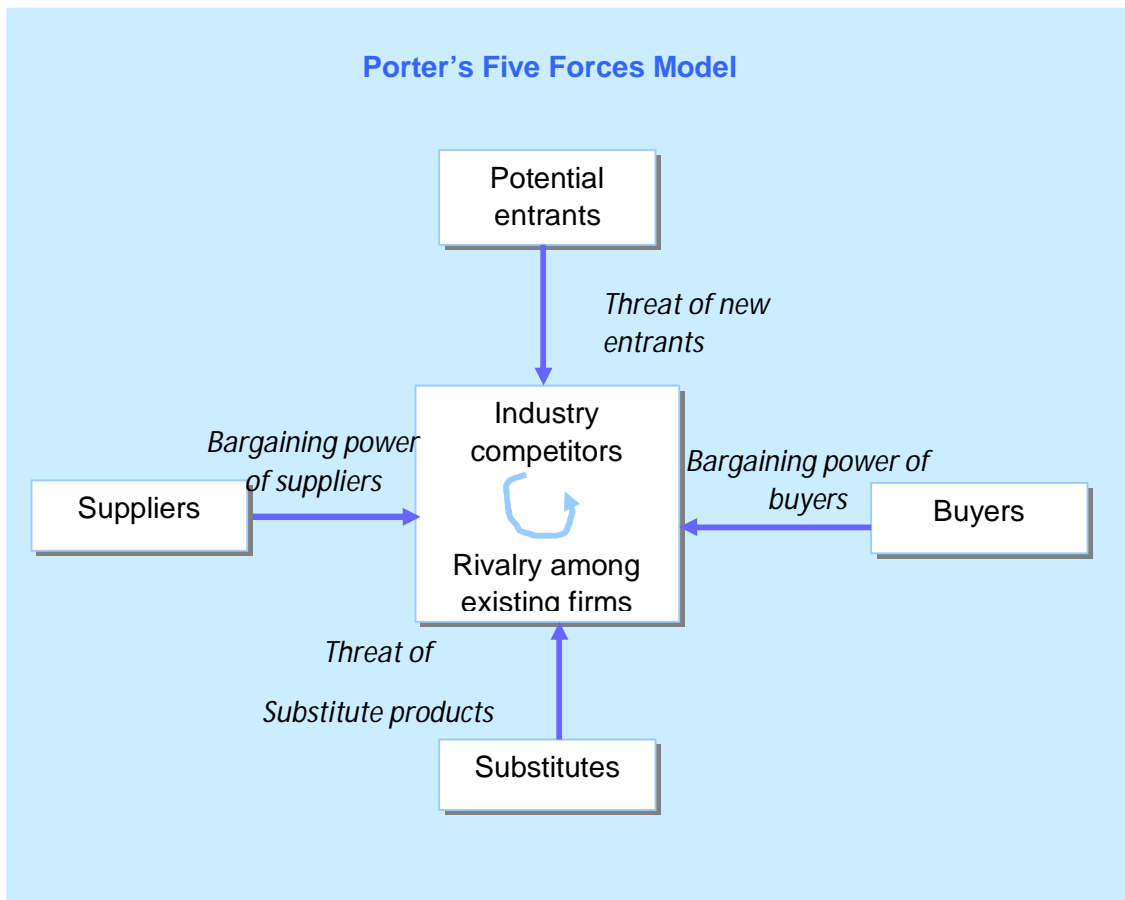 Porter’s Five Forces Model
Potential
entrants
Threat of new
entrants
Industry
competitors
Rivalry among
existing firms
Bargaining power
of suppliers
Suppliers
Bargaining power of
buyers
Buyers
Threat of
Substitute products
Substitutes